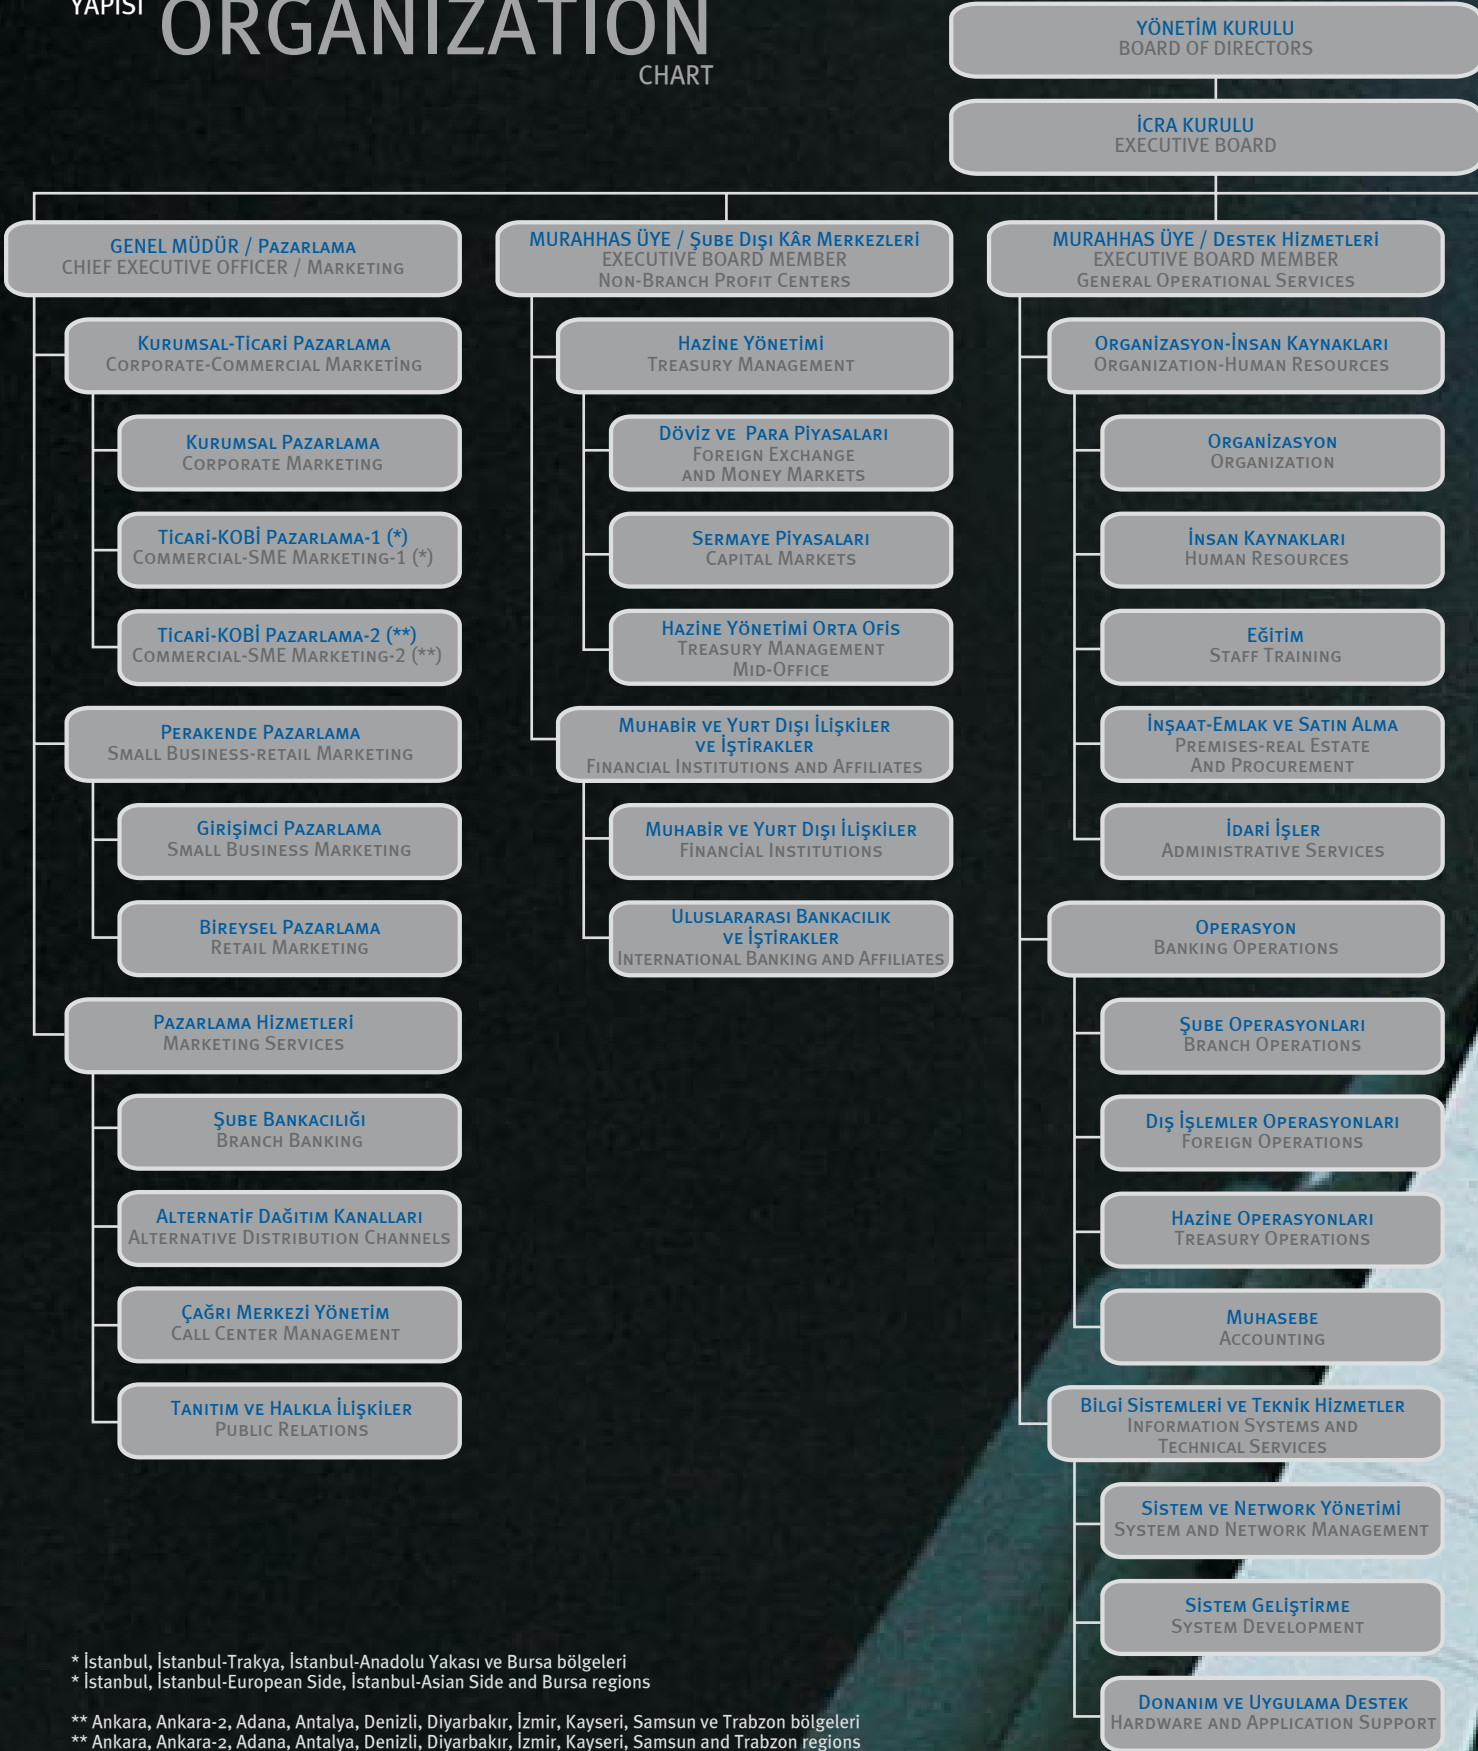 YAPISI
ORGANIZATION
CHART
YÖNETİM KURULU
BOARD OF DIRECTORS
İCRA KURULU
EXECUTIVE BOARD
GENEL MÜDÜR / Pazarlama
CHIEF EXECUTIVE OFFICER / Marketing
Kurumsal-Ticari Pazarlama
Corporate-Commercial Marketing
Kurumsal Pazarlama
Corporate Marketing
Ticari-KOBİ Pazarlama-1 (*)
Commercial-SME Marketing-1 (*)
Ticari-KOBİ Pazarlama-2 (**)
Commercial-SME Marketing-2 (**)
Perakende Pazarlama
Small Business-retail Marketing
Girişimci Pazarlama
Small Business Marketing
Bireysel Pazarlama
Retail Marketing
Pazarlama Hizmetleri
Marketing Services
Şube Bankacılığı
Branch Banking
Alternatif Dağıtım Kanalları
Alternative Distribution Channels
Çağrı Merkezi Yönetim
Call Center Management
Tanıtım ve Halkla İlişkiler
Public Relations
MURAHHAS ÜYE / Şube Dışı Kâr Merkezleri
EXECUTIVE BOARD MEMBER
Non-Branch Profit Centers
Hazine Yönetimi
Treasury Management
Döviz ve Para Piyasaları
Foreign Exchange
and Money Markets
Sermaye Piyasaları
Capital Markets
Hazine Yönetimi Orta Ofis
Treasury Management
Mid-Office
Muhabir ve Yurt Dışı İlişkiler
ve İştirakler
Financial Institutions and Affiliates
Muhabir ve Yurt Dışı İlişkiler
Financial Institutions
Uluslararası Bankacılık
ve İştirakler
International Banking and Affiliates
MURAHHAS ÜYE / Destek Hizmetleri
EXECUTIVE BOARD MEMBER
General Operational Services
Organizasyon-İnsan Kaynakları
Organization-Human Resources
Organizasyon
Organization
İnsan Kaynakları
Human Resources
Eğitim
Staff Training
İnşaat-Emlak ve Satın Alma
Premises-real Estate
And Procurement
İdari İşler
Administrative Services
Operasyon
Banking Operations
Şube Operasyonları
Branch Operations
Dış İşlemler Operasyonları
Foreign Operations
Hazine Operasyonları
Treasury Operations
Muhasebe
Accounting
Bilgi Sistemleri ve Teknik Hizmetler
Information Systems and
Technical Services
Sistem ve Network Yönetimi
System and Network Management
Sistem Geliştirme
System Development
Donanım ve Uygulama Destek
Hardware and Application Support
* İstanbul, İstanbul-Trakya, İstanbul-Anadolu Yakası ve Bursa bölgeleri
* İstanbul, İstanbul-European Side, İstanbul-Asian Side and Bursa regions
** Ankara, Ankara-2, Adana, Antalya, Denizli, Diyarbakır, İzmir, Kayseri, Samsun ve Trabzon bölgeleri
** Ankara, Ankara-2, Adana, Antalya, Denizli, Diyarbakır, İzmir, Kayseri, Samsun and Trabzon regions